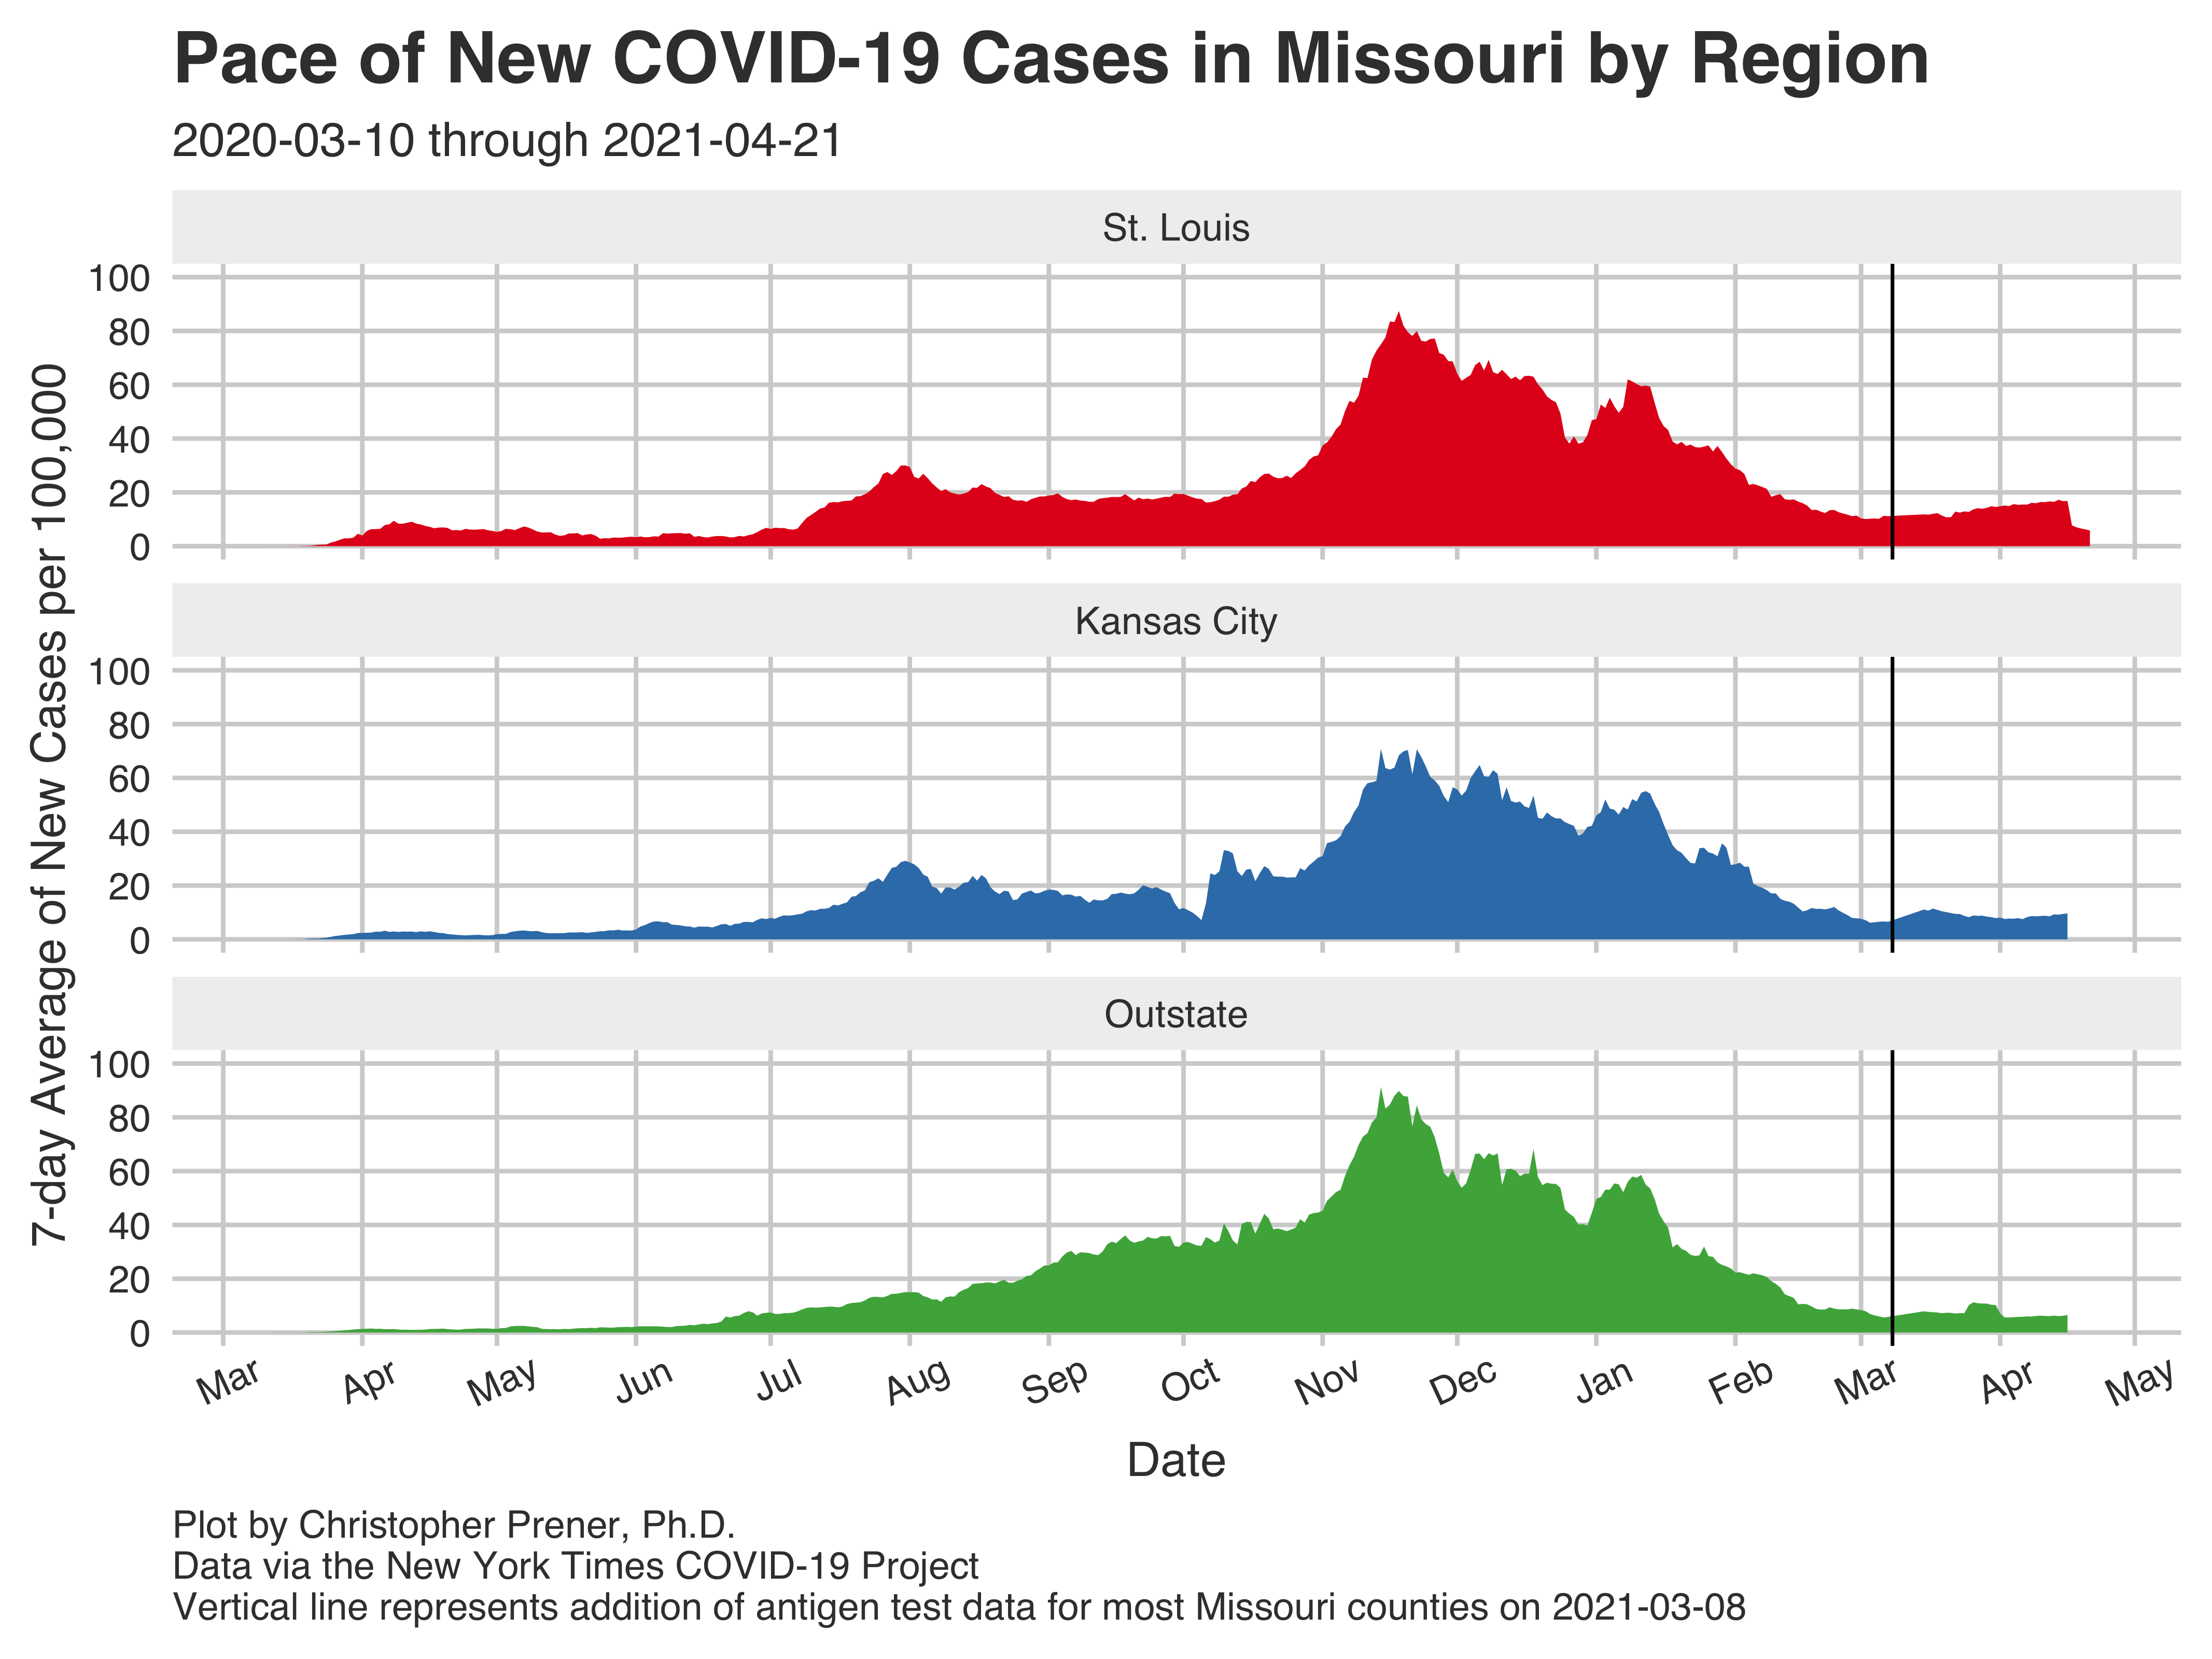 Pace of New COVID-19 Cases in Missouri by Region
2020-03-10 through 2021-04-21
7-day Average of New Cases per 100,000
St. Louis
100
80
60
40
20
0
Kansas City
100
80
60
40
20
0
Outstate
100
80
60
40
20
0
Mar Apr May Jun Jul Aug Sep Oct Nov Dec Jan Feb Mar Apr May
Date
Plot by Christopher Prener, Ph.D.
Data via the New York Times COVID-19 Project
Vertical line represents addition of antigen test data for most Missouri counties on 2021-03-08